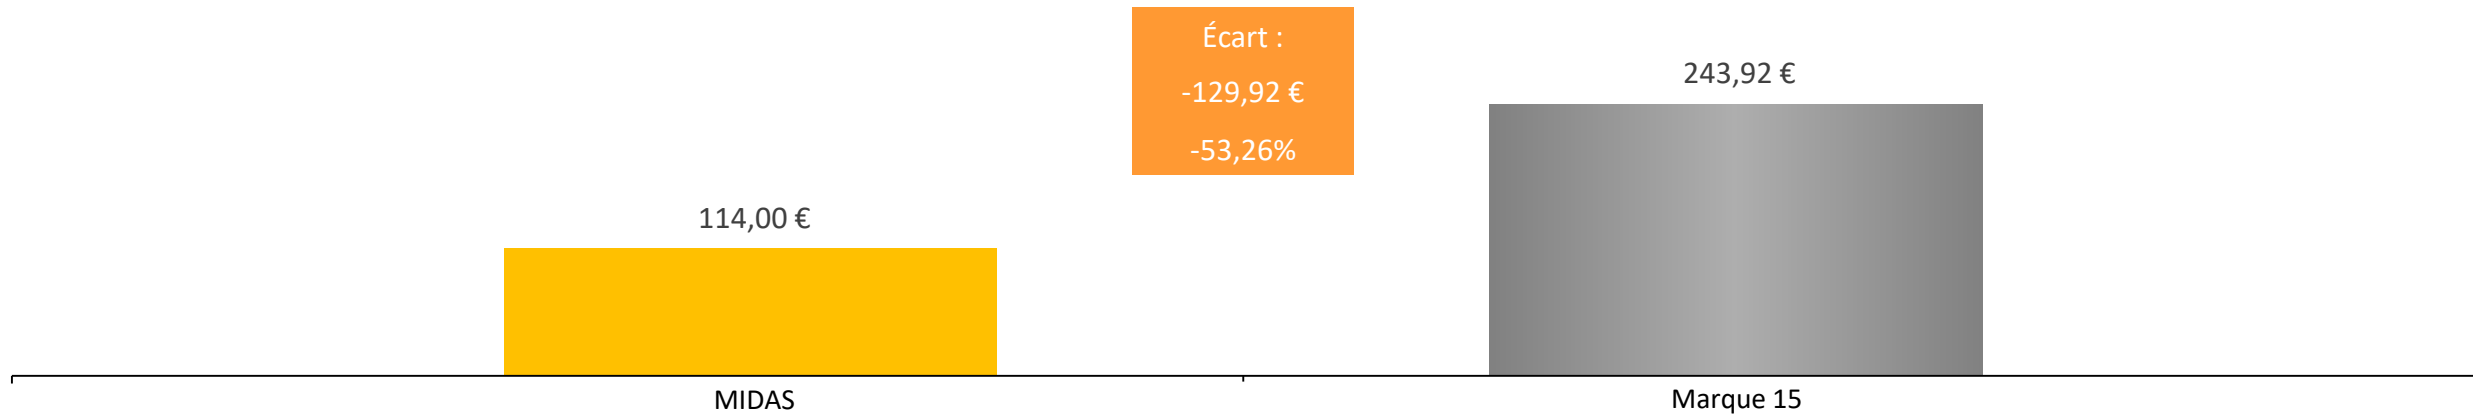 Écart :
-129,92 €
-53,26%
243,92 €
114,00 €
MIDAS
Marque 15